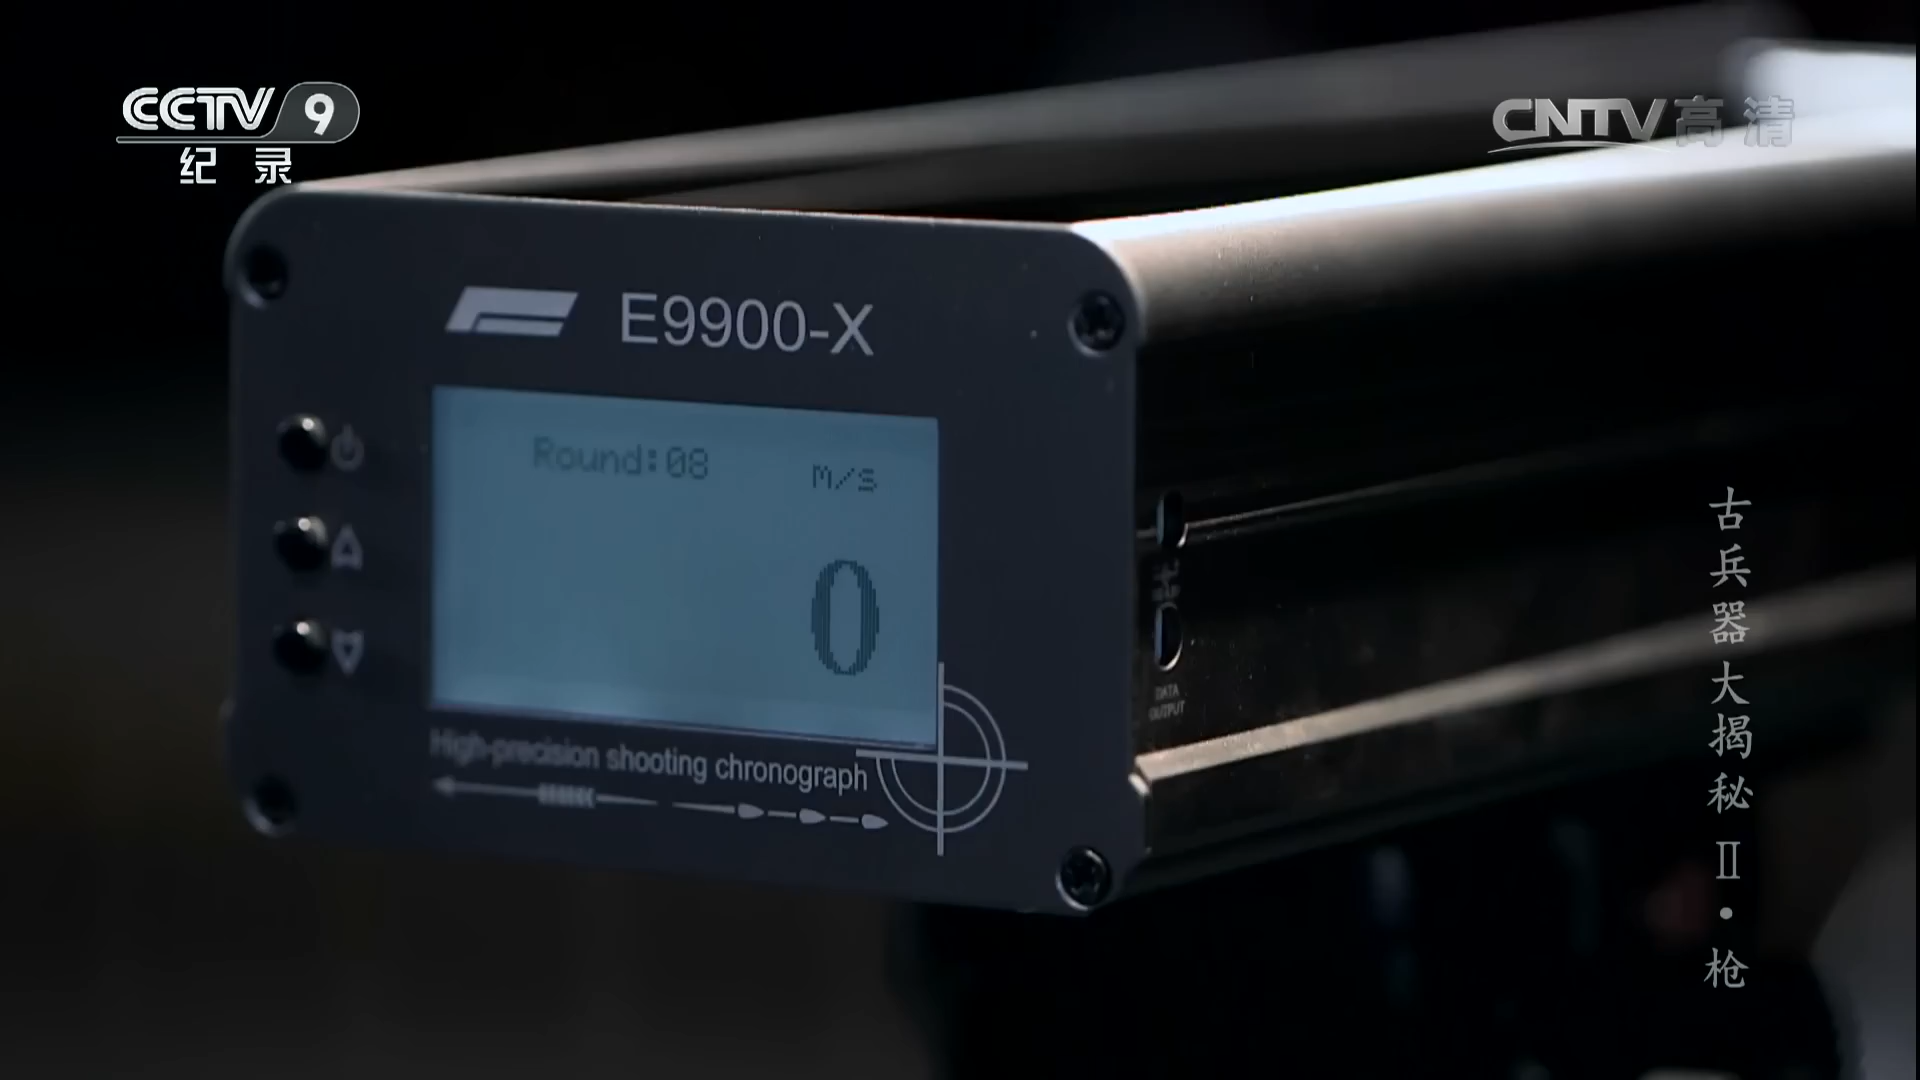 CCTV 9
纪录
CNTV高清
E9900-X
Round:08
m/s
0
High-precision shooting chronograph
DATA
OUTPUT
古兵器大揭秘 II·枪